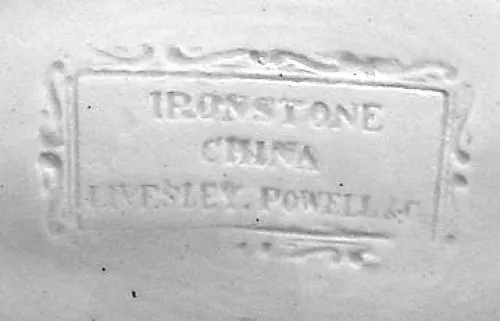 IRONSTONE
CHINA
LIVESLEY. POWELL & C